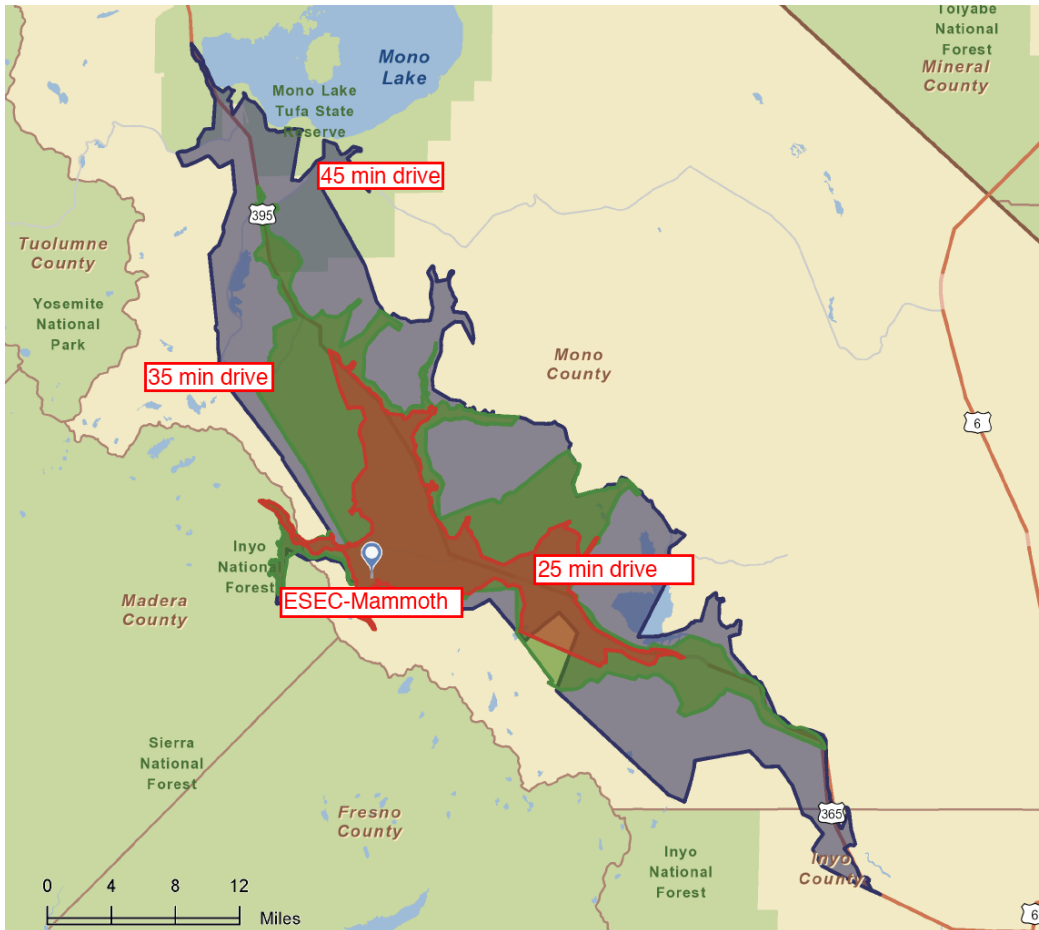 Toiyabe
National
Forest
Mineral
County
Mono
Lake
Mono Lake
Tufa State
Reserve
45 min drive
395
Tuolumne
County
Yosemite
National
Park
Mono
County
35 min drive
6
Inyo
National
Forest
25 min drive
ESEC-Mammoth
Madera
County
Sierra
National
Forest
Fresno
County
365
Inyo
National
Forest
Inyo
County
0 4 8 12
Miles
6